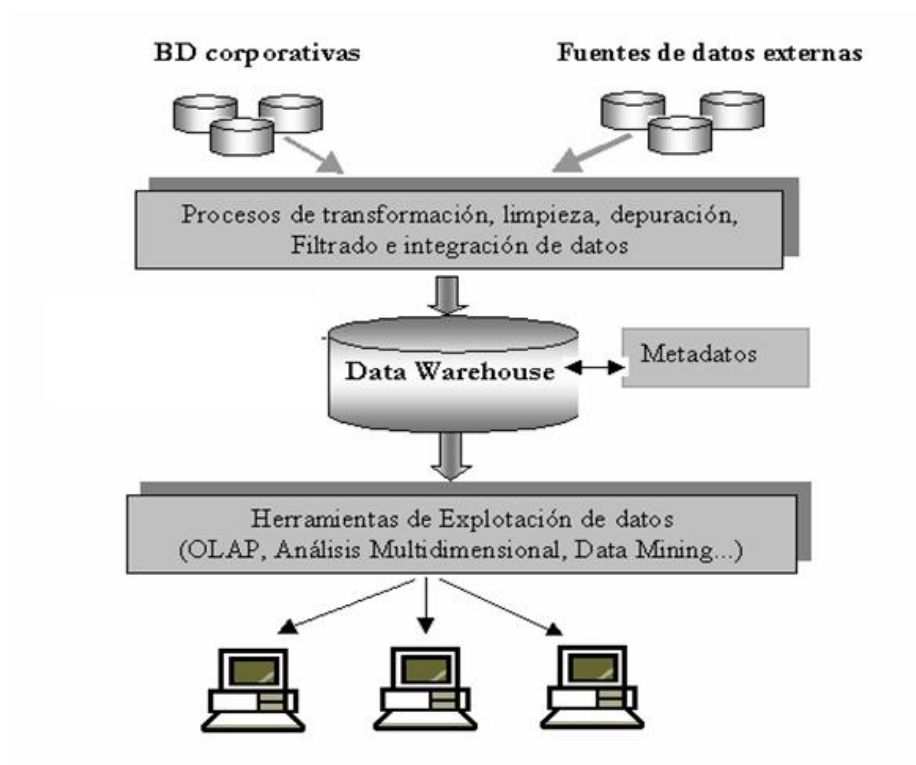 BD corporativas
Fuentes de datos externas
Procesos de transformación, limpieza, depuración,
Filtrado e integración de datos
Data Warehouse
Metadatos
Herramientas de Explotación de datos
(OLAP, Análisis Multidimensional, Data Mining...)